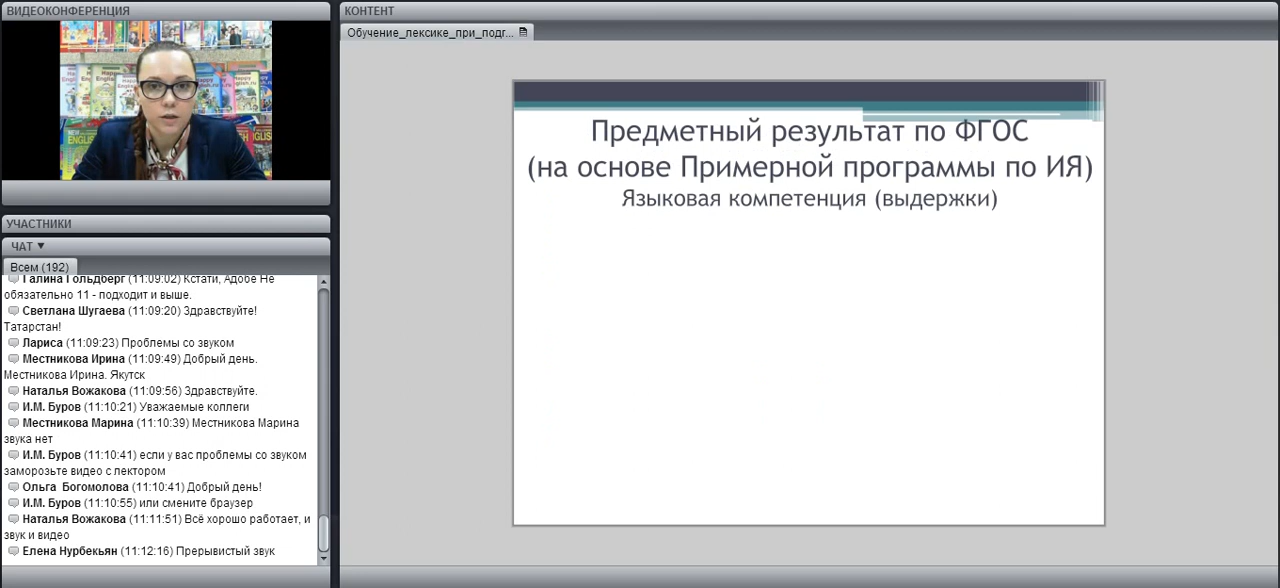 ВИДЕОКОНФЕРЕНЦИЯ
УЧАСТНИКИ
ЧАТ
Всем (192)
Галина Гольдберг (11:09:02) Кстати, Адобе Не
обязательно 11 - подходит и выше.
Светлана Шугаева (11:09:20) Здравствуйте!
Татарстан!
Лариса (11:09:23) Проблемы со звуком
Местникова Ирина (11:09:49) Добрый день.
Местникова Ирина. Якутск
Наталья Вожакова (11:09:56) Здравствуйте.
И.М. Буров (11:10:21) Уважаемые коллеги
Местникова Марина (11:10:39) Местникова Марина
звука нет
И.М. Буров (11:10:41) если у вас проблемы со звуком
заморозьте видео с лектором
Ольга Богомолова (11:10:41) Добрый день!
И.М. Буров (11:10:55) или смените браузер
Наталья Вожакова (11:11:51) Всё хорошо работает, и
звук и видео
Елена Нурбекьян (11:12:16) Прерывистый звук
КОНТЕНТ
Обучение_лексике_при_подг...
Предметный результат по ФГОС
(на основе Примерной программы по ИЯ)
Языковая компетенция (выдержки)